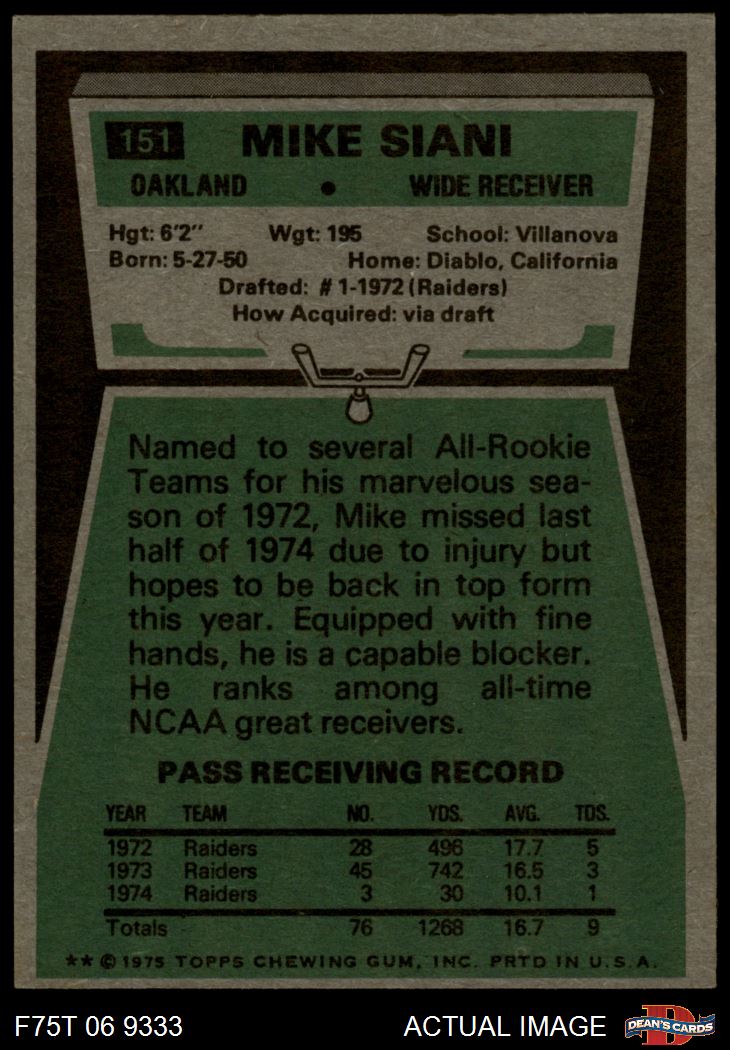 151 MIKE SIANI
OAKLAND • WIDE RECEIVER
Hgt: 6'2" Wgt: 195 School: Villanova
Born: 5-27-50 Home: Diablo, California
Drafted: #1-1972 (Raiders)
How Acquired: via draft
Named to several All-Rookie
Teams for his marvelous sea-
son of 1972, Mike missed last
half of 1974 due to injury but
hopes to be back in top form
this year. Equipped with fine
hands, he is a capable blocker.
He ranks among all-time
NCAA great receivers.
PASS RECEIVING RECORD
YEAR TEAM NO. YDS. AVG. TDS.
1972 Raiders 28 496 17.7 5
1973 Raiders 45 742 16.5 3
1974 Raiders 3 30 10.1 1
Totals 76 1268 16.7 9
** © 1975 TOPPS CHEWING GUM, INC. PRTD IN U.S.A.
F75T 06 9333 ACTUAL IMAGE D DEAN'S CARDS